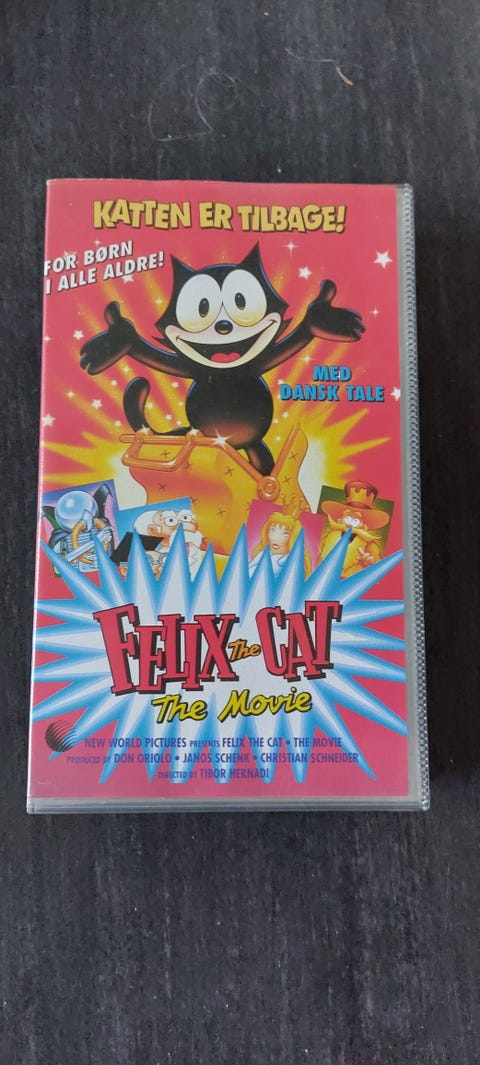 KATTEN ER TILBAGE!
FOR BØRN
I ALLE ALDRE!
MED
DANSK TALE
FELIX The CAT
The Movie
NEW WORLD PICTURES PRESENTS FELIX THE CAT • THE MOVIE
PRODUCED BY DON ORIOLO • JANOS SCHENK • CHRISTIAN SCHNEIDER
DIRECTED BY TIBOR HERNADI